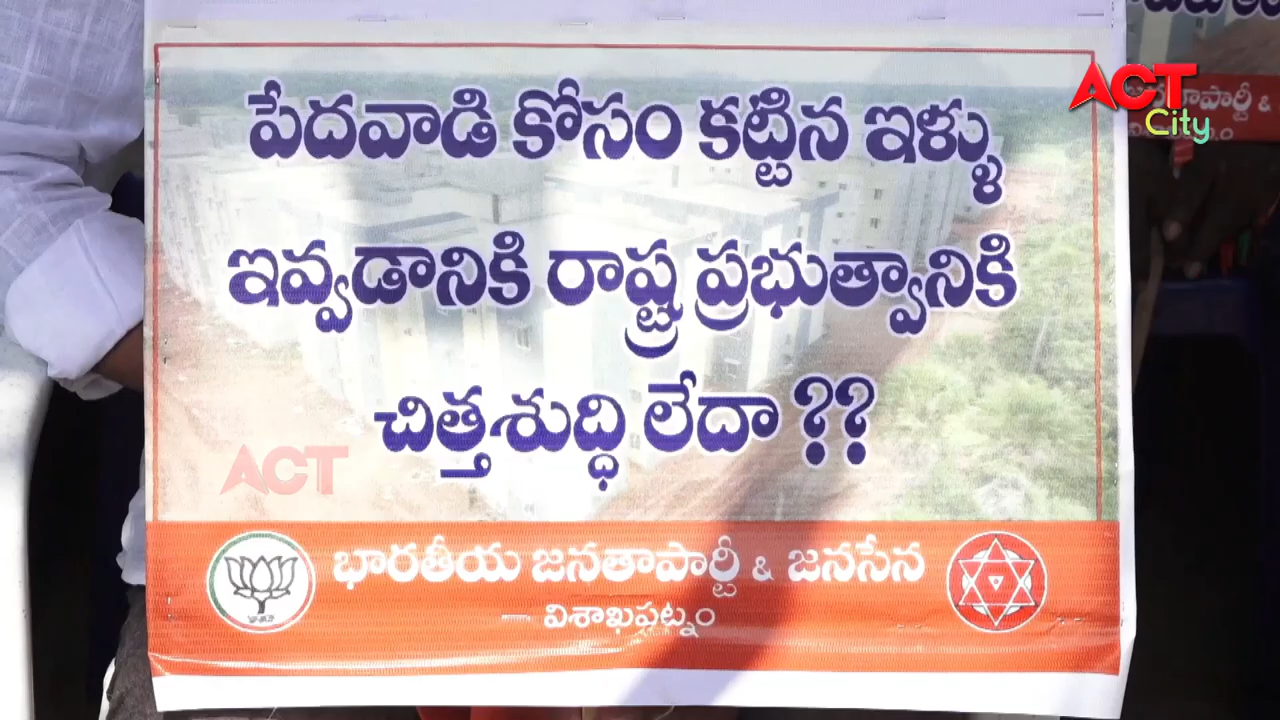 పేదవాడి కోసం కట్టిన ఇళ్ళు
ఇవ్వడానికి రాష్ట్ర ప్రభుత్వానికి
చిత్తశుద్ధి లేదా ??
భారతీయ జనతాపార్టీ & జనసేన
విశాఖపట్నం
ACT
City
ACT